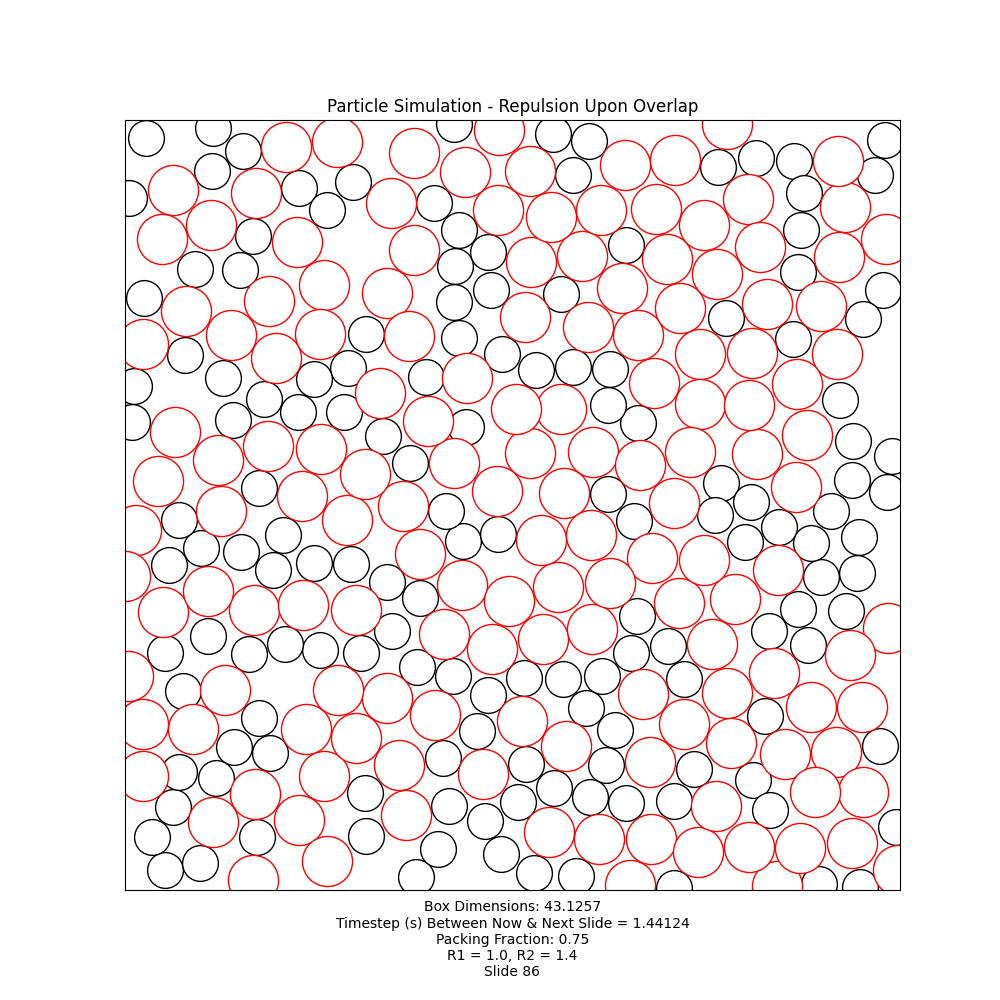 Particle Simulation - Repulsion Upon Overlap
Box Dimensions: 43.1257
Timestep (s) Between Now & Next Slide = 1.44124
Packing Fraction: 0.75
R1 = 1.0, R2 = 1.4
Slide 86